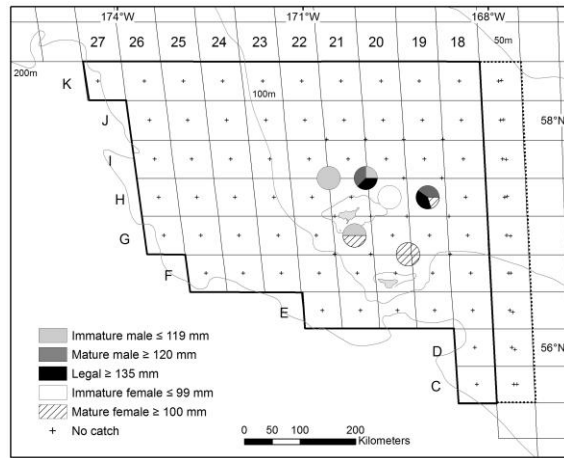 174°W 171°W 168°W
27 26 25 24 23 22 21 20 19 18 50m
200m
K 100m
J 58°N
I
H
G
F
E
D 56°N
C
Immature male ≤ 119 mm
Mature male ≥ 120 mm
Legal ≥ 135 mm
Immature female ≤ 99 mm
Mature female ≥ 100 mm
+ No catch
0 50 100 200
Kilometers